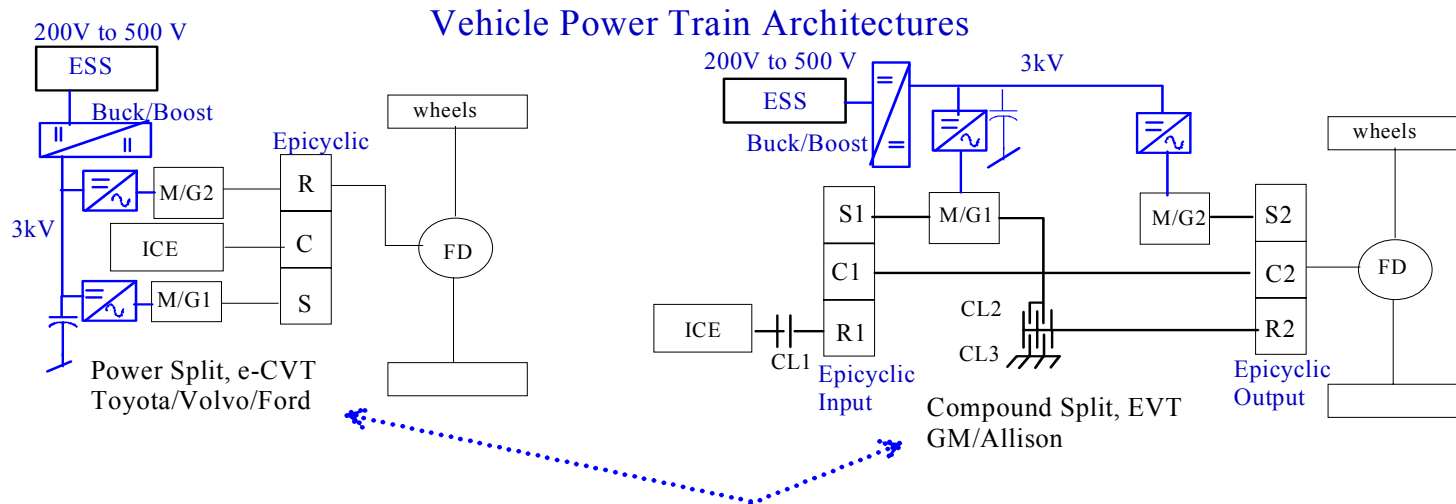 Vehicle Power Train Architectures
200V to 500 V
ESS
Buck/Boost
Epicyclic
wheels
R
M/G2
3kV
ICE
C
FD
M/G1
S
Power Split, e-CVT
Toyota/Volvo/Ford
200V to 500 V
3kV
ESS
Buck/Boost
wheels
S1
M/G1
M/G2
S2
C1
C2
FD
CL2
ICE
R1
R2
CL1
CL3
Epicyclic
Input
Epicyclic
Output
Compound Split, EVT
GM/Allison